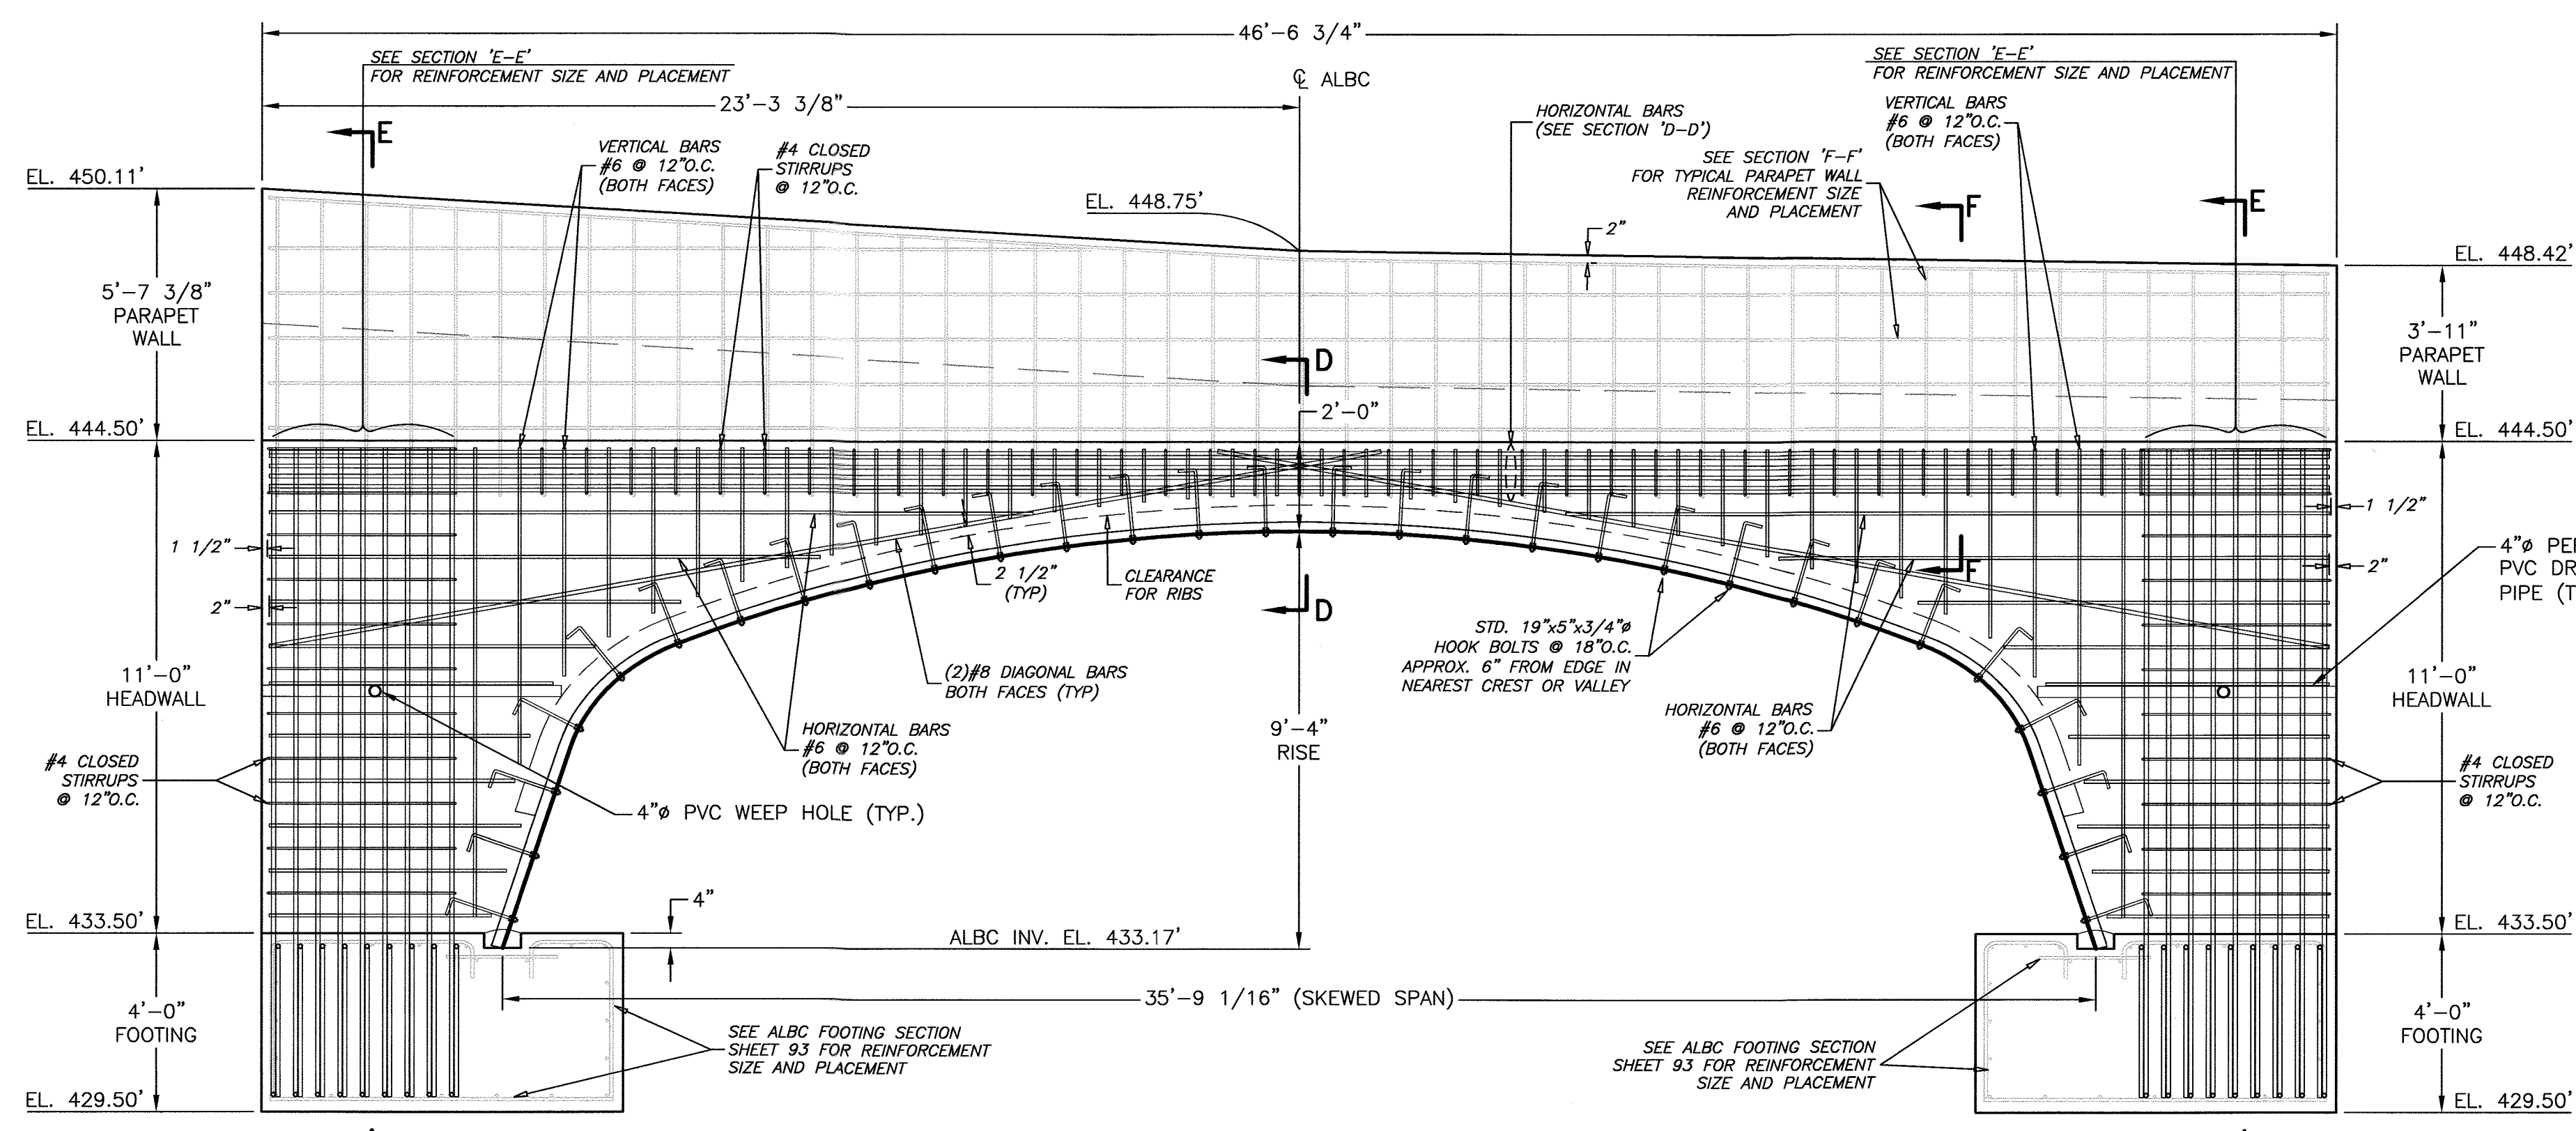 46'-6 3/4"
SEE SECTION 'E-E'
FOR REINFORCEMENT SIZE AND PLACEMENT
SEE SECTION 'E-E'
FOR REINFORCEMENT SIZE AND PLACEMENT
℄ ALBC
23'-3 3/8"
HORIZONTAL BARS
(SEE SECTION 'D-D')
VERTICAL BARS
#6 @ 12"O.C.
(BOTH FACES)
E
VERTICAL BARS
#6 @ 12"O.C.
(BOTH FACES)
#4 CLOSED
STIRRUPS
@ 12"O.C.
SEE SECTION 'F-F'
FOR TYPICAL PARAPET WALL
REINFORCEMENT SIZE
AND PLACEMENT
F
E
EL. 450.11'
EL. 448.75'
2"
EL. 448.42'
5'-7 3/8"
PARAPET
WALL
3'-11"
PARAPET
WALL
D
2'-0"
EL. 444.50'
EL. 444.50'
1 1/2"
1 1/2"
2 1/2"
(TYP)
CLEARANCE
FOR RIBS
F
2"
4"ø
PVC
PIPE
2"
D
STD. 19"x5"x3/4"ø
HOOK BOLTS @ 18"O.C.
APPROX. 6" FROM EDGE IN
NEAREST CREST OR VALLEY
(2)#8 DIAGONAL BARS
BOTH FACES (TYP)
11'-0"
HEADWALL
11'-0"
HEADWALL
HORIZONTAL BARS
#6 @ 12"O.C.
(BOTH FACES)
9'-4"
RISE
HORIZONTAL BARS
#6 @ 12"O.C.
(BOTH FACES)
#4 CLOSED
STIRRUPS
@ 12"O.C.
#4 CLOSED
STIRRUPS
@ 12"O.C.
4"ø PVC WEEP HOLE (TYP.)
4"
EL. 433.50'
EL. 433.50'
ALBC INV. EL. 433.17'
35'-9 1/16" (SKEWED SPAN)
4'-0"
FOOTING
4'-0"
FOOTING
SEE ALBC FOOTING SECTION
SHEET 93 FOR REINFORCEMENT
SIZE AND PLACEMENT
SEE ALBC FOOTING SECTION
SHEET 93 FOR REINFORCEMENT
SIZE AND PLACEMENT
EL. 429.50'
EL. 429.50'